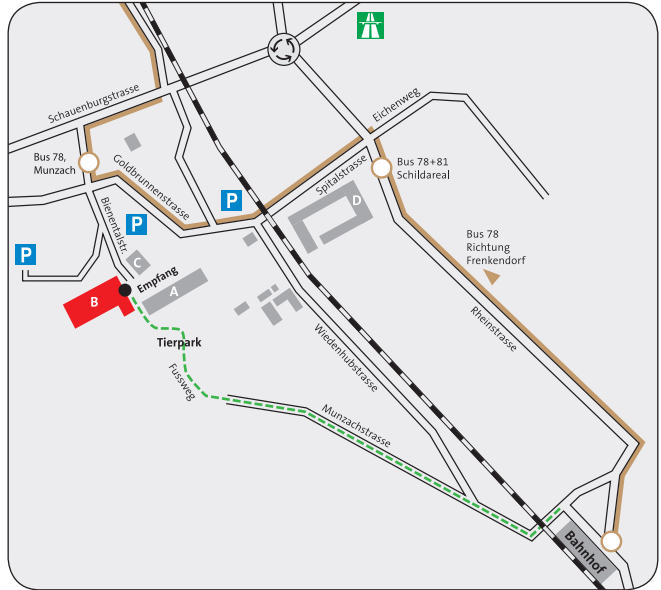 Schauenburgstrasse
Eichenweg
Bus 78,
Munzach
Goldbrunnenstrasse
Spitalstrasse
Bus 78+81
Schildareal
P
P
P
D
Bienentalstr.
Bus 78
Richtung
Frenkendorf
C
Empfang
A
B
Rheinstrasse
Tierpark
Wiedenhubstrasse
Fussweg
Munzachstrasse
Bahnhof